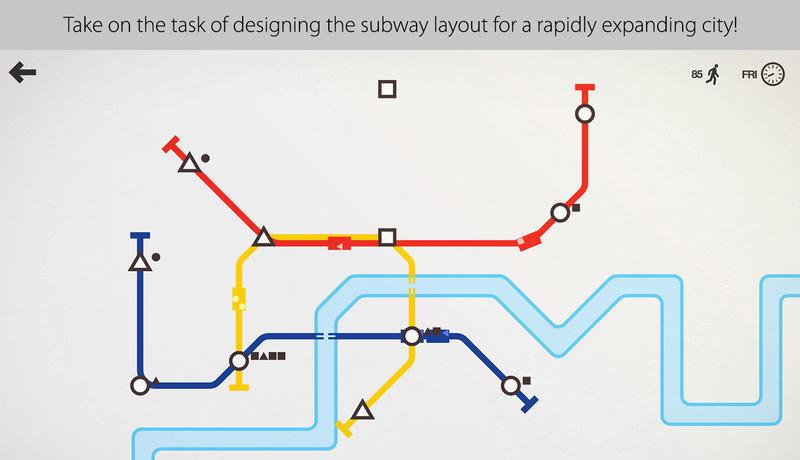 Take on the task of designing the subway layout for a rapidly expanding city!
85
FRI